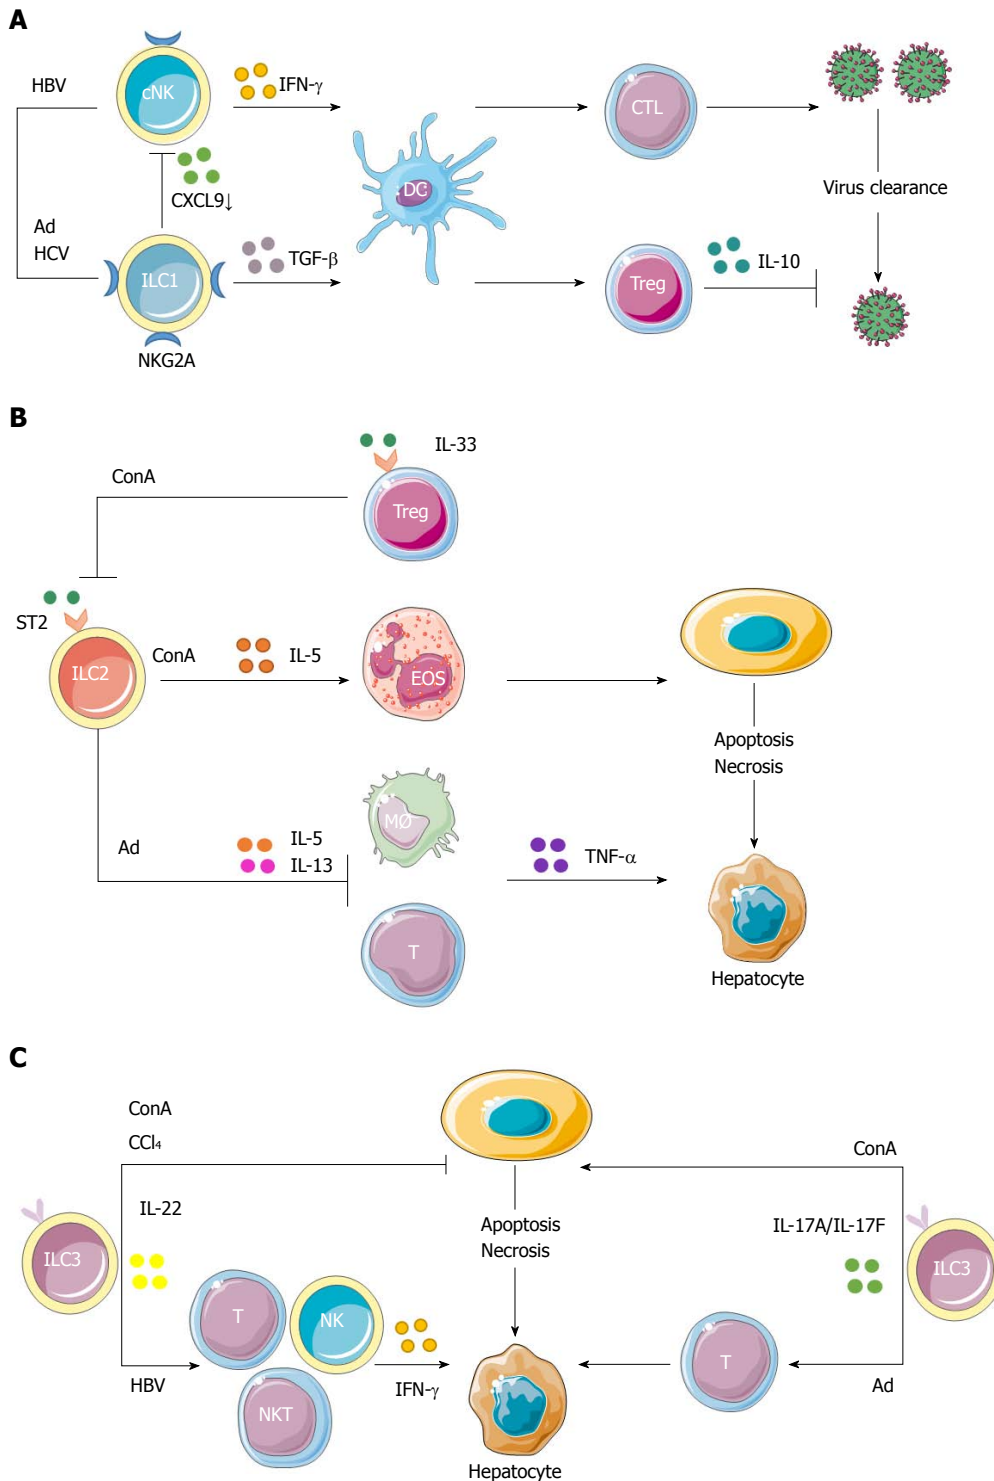 A
HBV
cNK
IFN-γ
CTL
CXCL9↓
DC
Virus clearance
Ad
HCV
ILC1
TGF-β
Treg
IL-10
NKG2A
B
IL-33
ConA
Treg
ST2
ILC2
ConA
IL-5
EOS
Apoptosis
Necrosis
MØ
Ad
IL-5
IL-13
TNF-α
T
Hepatocyte
C
ConA
CCl₄
ConA
IL-22
Apoptosis
Necrosis
IL-17A/IL-17F
ILC3
ILC3
T
NK
T
HBV
IFN-γ
Ad
NKT
Hepatocyte